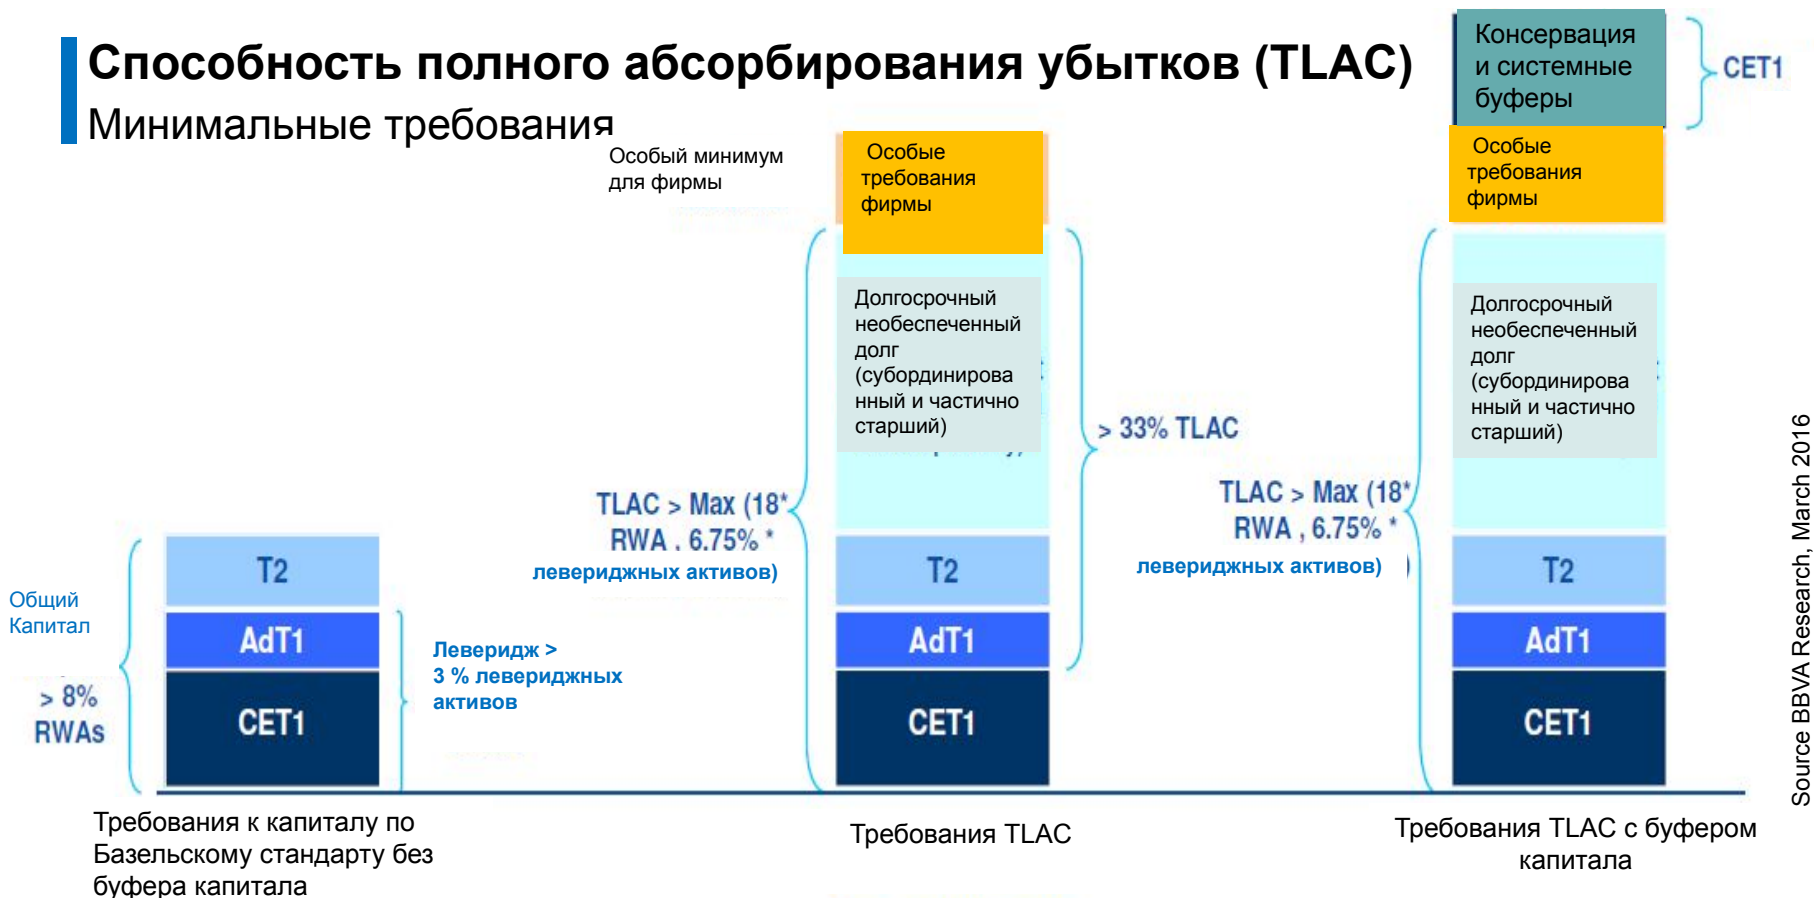 Способность полного абсорбирования убытков (TLAC)
Минимальные требования
Консервация
и системные
буферы
CET1
Особый минимум
для фирмы
Особые
требования
фирмы
Особые
требования
фирмы
Долгосрочный
необеспеченный
долг
(субординирова
нный и частично
старший)
> 33% TLAC
Долгосрочный
необеспеченный
долг
(субординирова
нный и частично
старший)
TLAC > Max (18*
RWA , 6.75% *
левериджных активов)
TLAC > Max (18*
RWA , 6.75% *
левериджных активов) )
Общий
Капитал
> 8%
RWAs
T2
AdT1
CET1
Леверидж >
3 % левериджных
активов
T2
AdT1
CET1
T2
AdT1
CET1
Требования к капиталу по
Базельскому стандарту без
буфера капитала
Требования TLAC
Требования TLAC с буфером
капитала
Source BBVA Research, March 2016